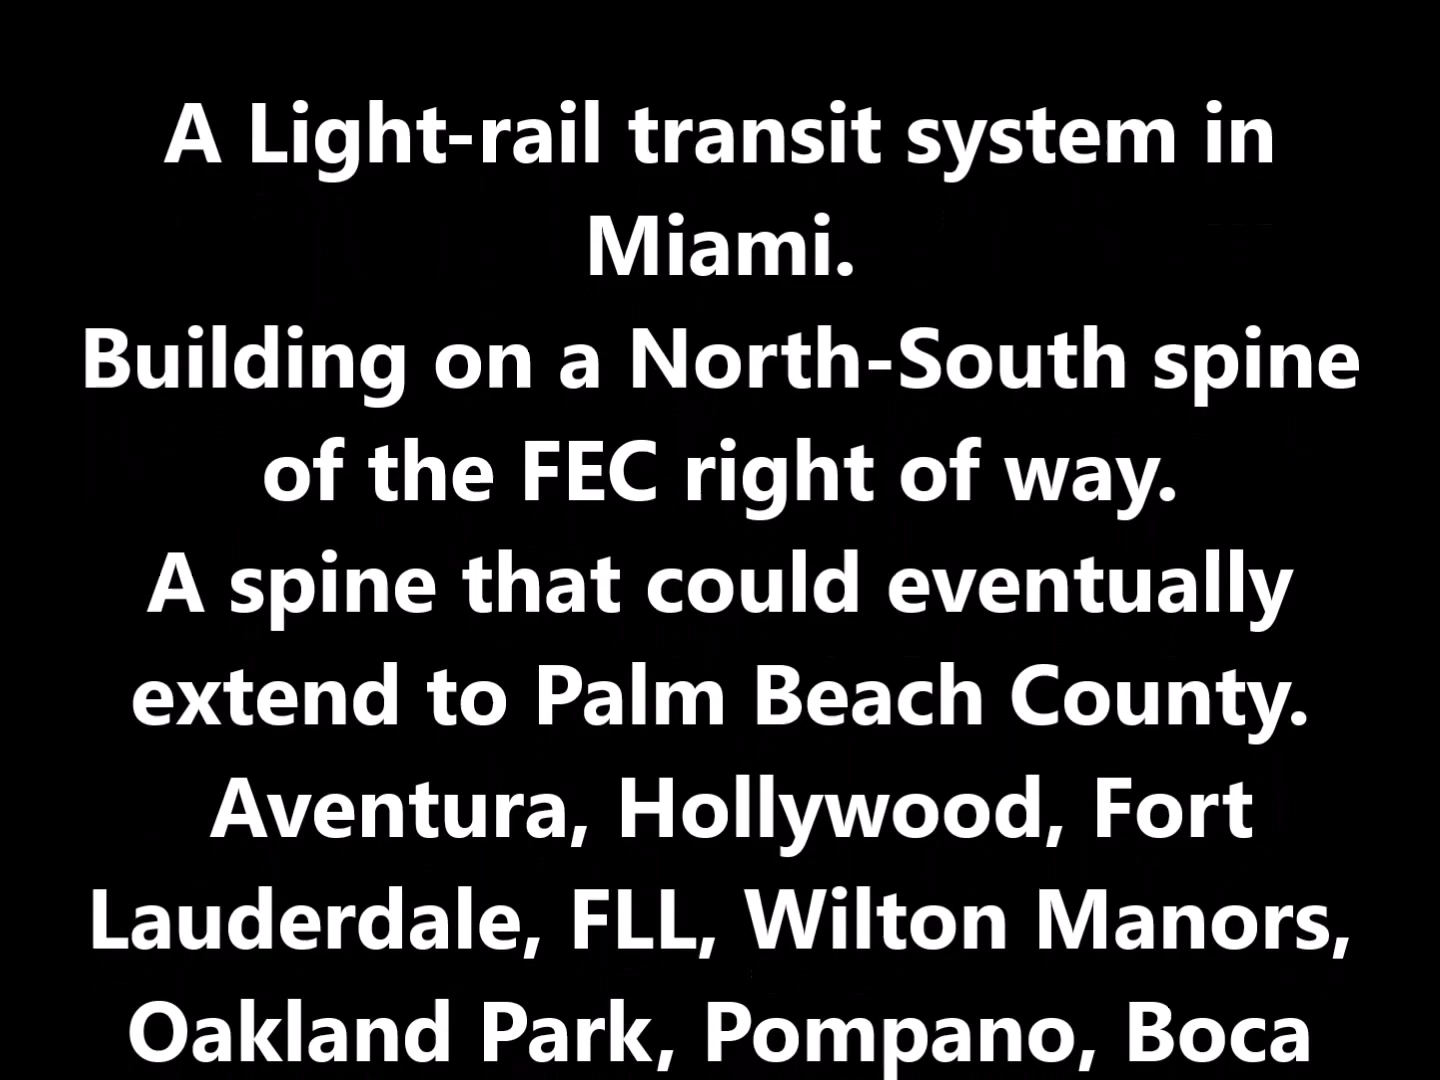 A Light-rail transit system in
Miami.
Building on a North-South spine
of the FEC right of way.
A spine that could eventually
extend to Palm Beach County.
Aventura, Hollywood, Fort
Lauderdale, FLL, Wilton Manors,
Oakland Park, Pompano, Boca